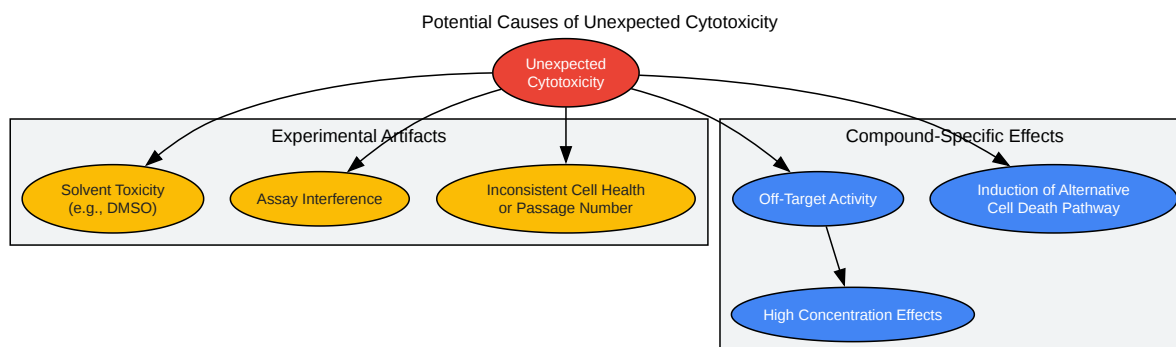 Potential Causes of Unexpected Cytotoxicity
Unexpected
Cytotoxicity
Experimental Artifacts
Compound-Specific Effects
Solvent Toxicity
(e.g., DMSO)
Assay Interference
Inconsistent Cell Health
or Passage Number
Off-Target Activity
Induction of Alternative
Cell Death Pathway
High Concentration Effects